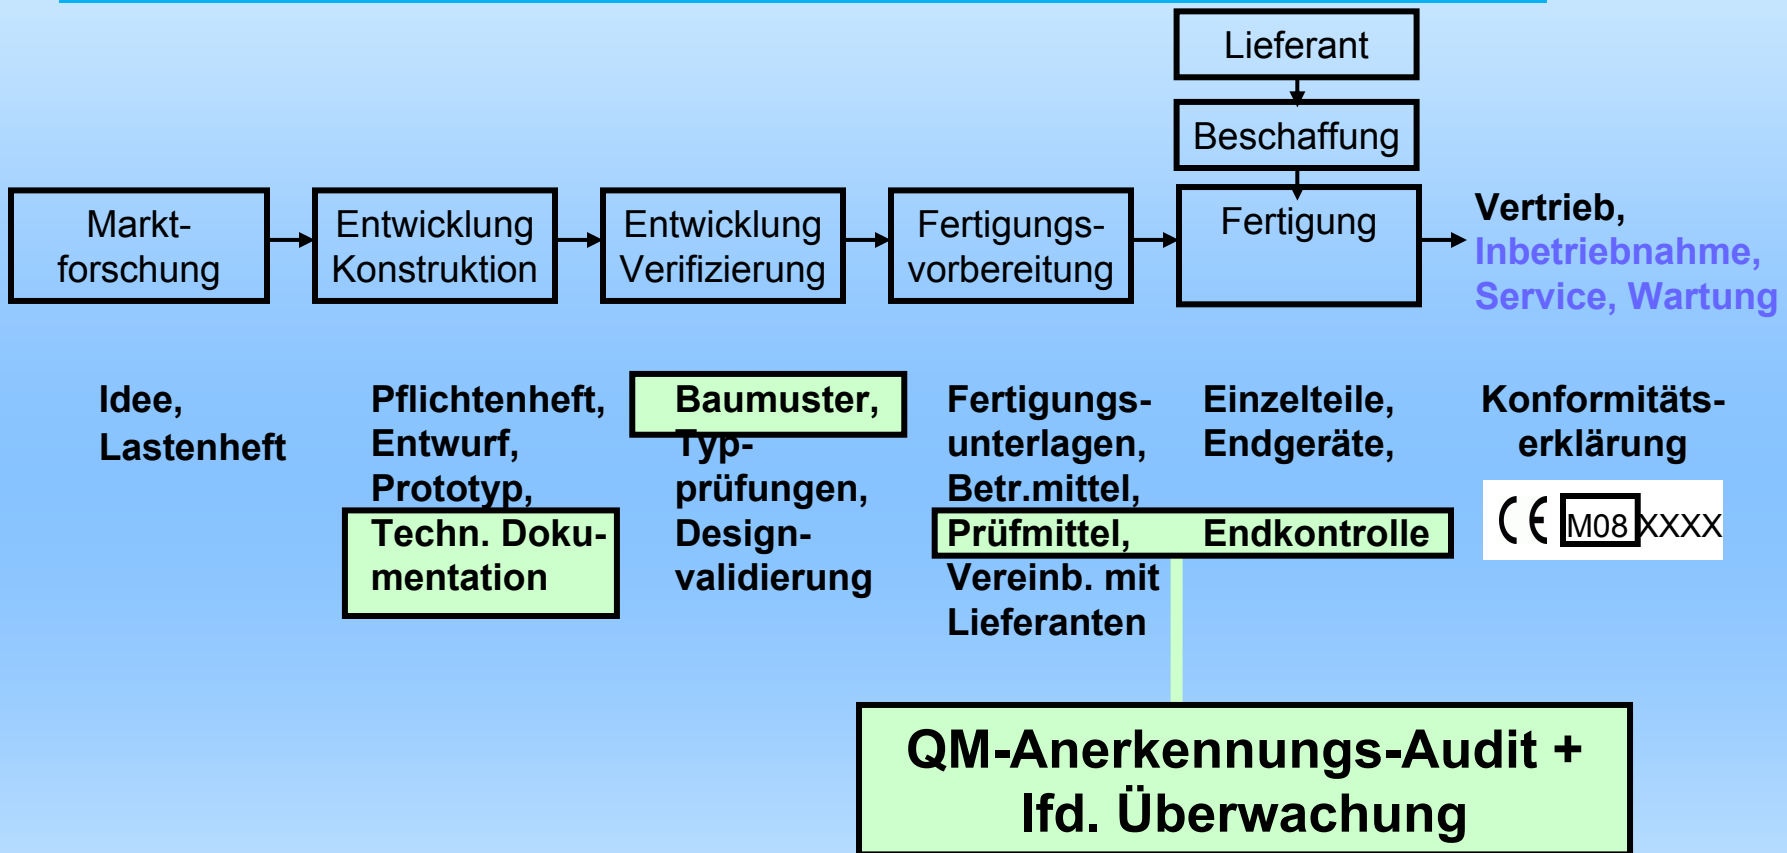 Lieferant
Beschaffung
Markt-
forschung
Entwicklung
Konstruktion
Entwicklung
Verifizierung
Fertigungs-
vorbereitung
Fertigung
Vertrieb,
Inbetriebnahme,
Service, Wartung
Idee,
Lastenheft
Pflichtenheft,
Entwurf,
Prototyp,
Techn. Doku-
mentation
Baumuster,
Typ-
prüfungen,
Design-
validierung
Fertigungs-
unterlagen,
Betr.mittel,
Prüfmittel,
Vereinb. mit
Lieferanten
Einzelteile,
Endgeräte,
Endkontrolle
Konformitäts-
erklärung
CE M08 XXXX
QM-Anerkennungs-Audit +
lfd. Überwachung